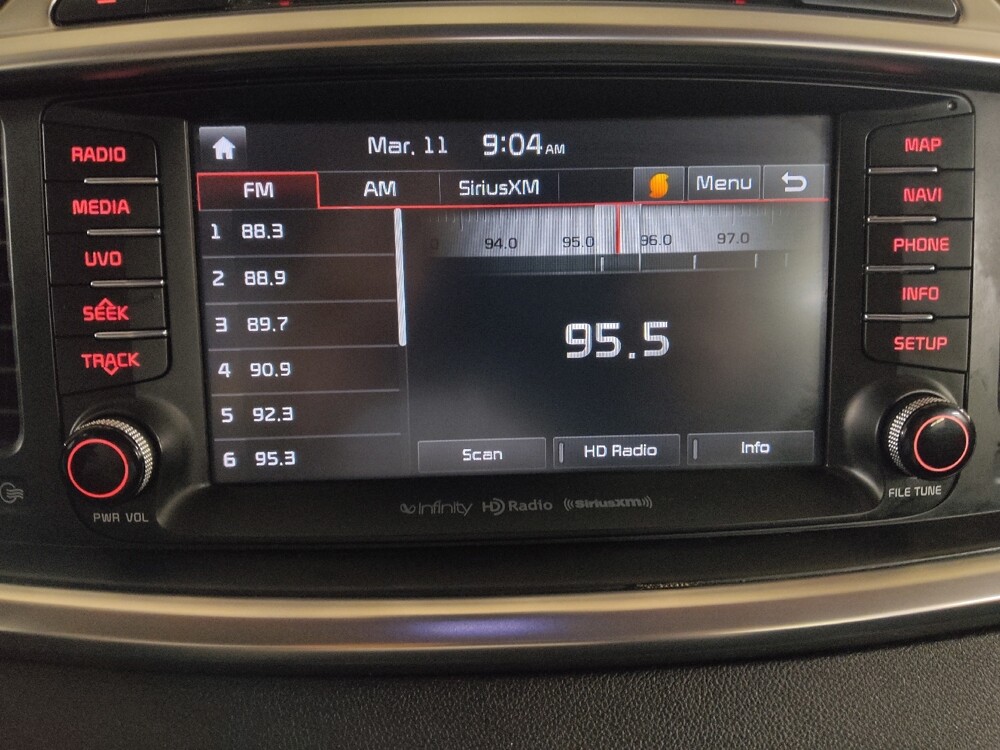 Mar. 11 9:04 AM
FM AM SiriusXM Menu
1 88.3
2 88.9
3 89.7
4 90.9
5 92.3
6 95.3
94.0 95.0 96.0 97.0
95.5
Scan HD Radio Info
RADIO
MEDIA
UVO
SEEK
TRACK
PWR VOL
MAP
NAVI
PHONE
INFO
SETUP
FILE TUNE
Infinity HD Radio ((SiriusXM))